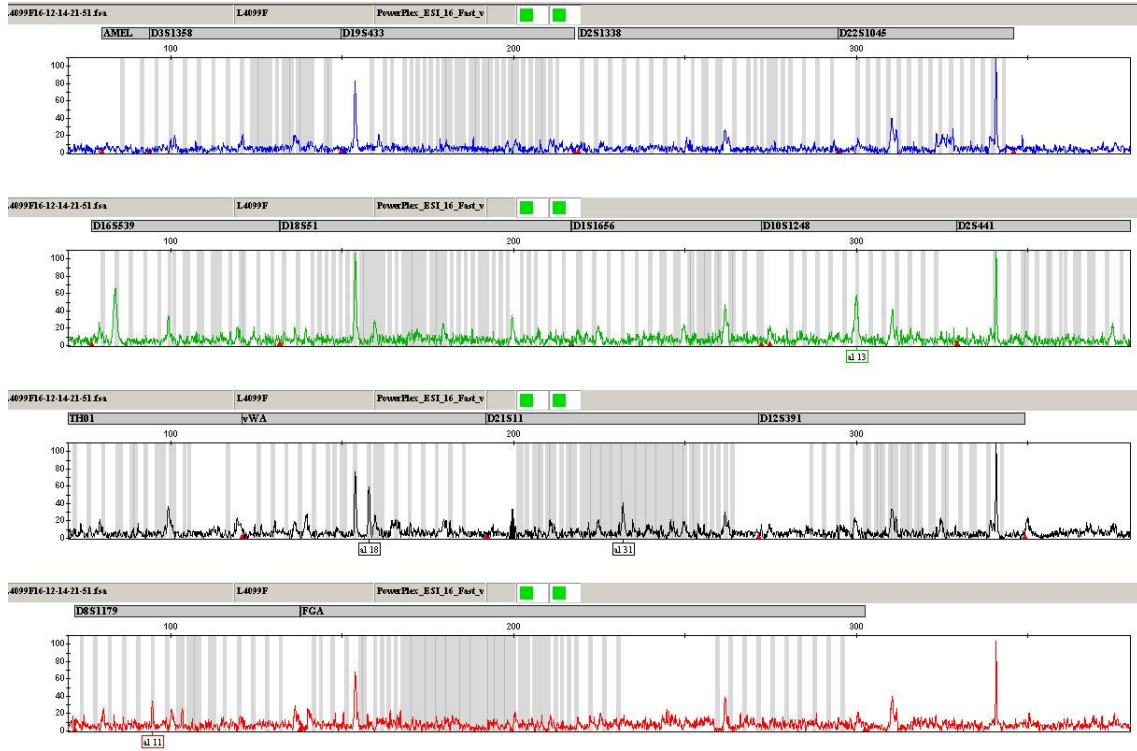 .4099F16-12-14-21-51.fsa L4099F PowerPlex_ESI_16_Fast_v
AMEL D3S1358 D19S433 D2S1338 D22S1045
100 200 300
100
80
60
40
20
0
.4099F16-12-14-21-51.fsa L4099F PowerPlex_ESI_16_Fast_v
D16S539 D18S51 D1S1656 D10S1248 D2S441
100 200 300
100
80
60
40
20
0
al 13
.4099F16-12-14-21-51.fsa L4099F PowerPlex_ESI_16_Fast_v
TH01 vWA D21S11 D12S391
100 200 300
100
80
60
40
20
0
al 18 al 31
.4099F16-12-14-21-51.fsa L4099F PowerPlex_ESI_16_Fast_v
D8S1179 FGA
100 200 300
100
80
60
40
20
0
al 11